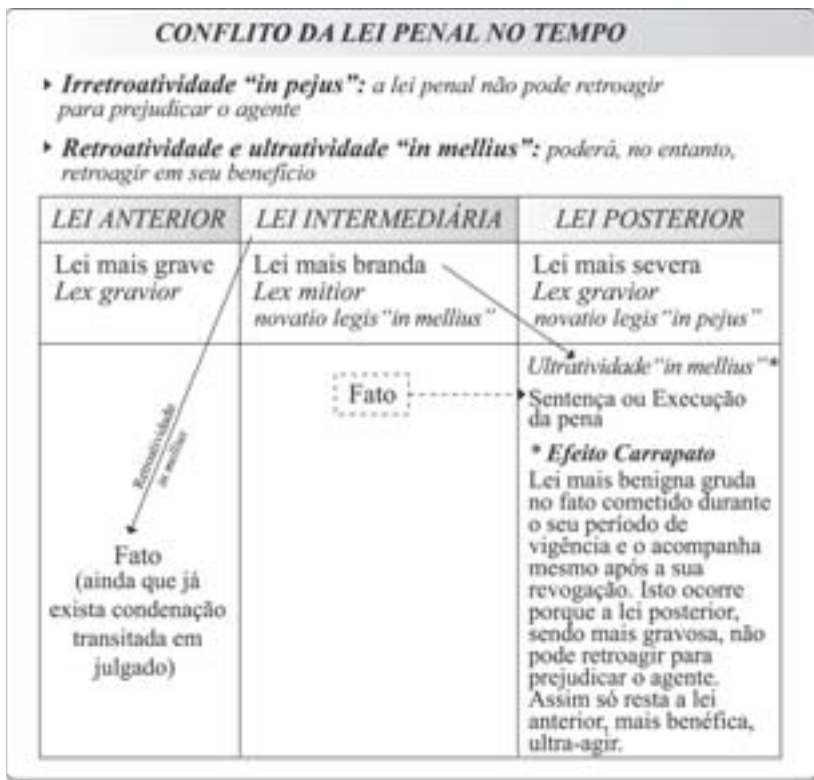 CONFLITO DA LEI PENAL NO TEMPO
▸ Irretroatividade “in pejus”: a lei penal não pode retroagir
para prejudicar o agente
▸ Retroatividade e ultratividade “in mellius”: poderá, no entanto,
retroagir em seu benefício
LEI ANTERIOR
LEI INTERMEDIÁRIA
LEI POSTERIOR
Lei mais grave
Lex gravior
Lei mais branda
Lex mitior
novatio legis “in mellius”
Lei mais severa
Lex gravior
novatio legis “in pejus”
Retroatividade
in mellius
Fato
(ainda que já
exista condenação
transitada em
julgado)
Fato
Ultratividade “in mellius”*
Sentença ou Execução
da pena
* Efeito Carrapato
Lei mais benigna gruda
no fato cometido durante
o seu período de
vigência e o acompanha
mesmo após a sua
revogação. Isto ocorre
porque a lei posterior,
sendo mais gravosa, não
pode retroagir para
prejudicar o agente.
Assim só resta a lei
anterior, mais benéfica,
ultra-agir.